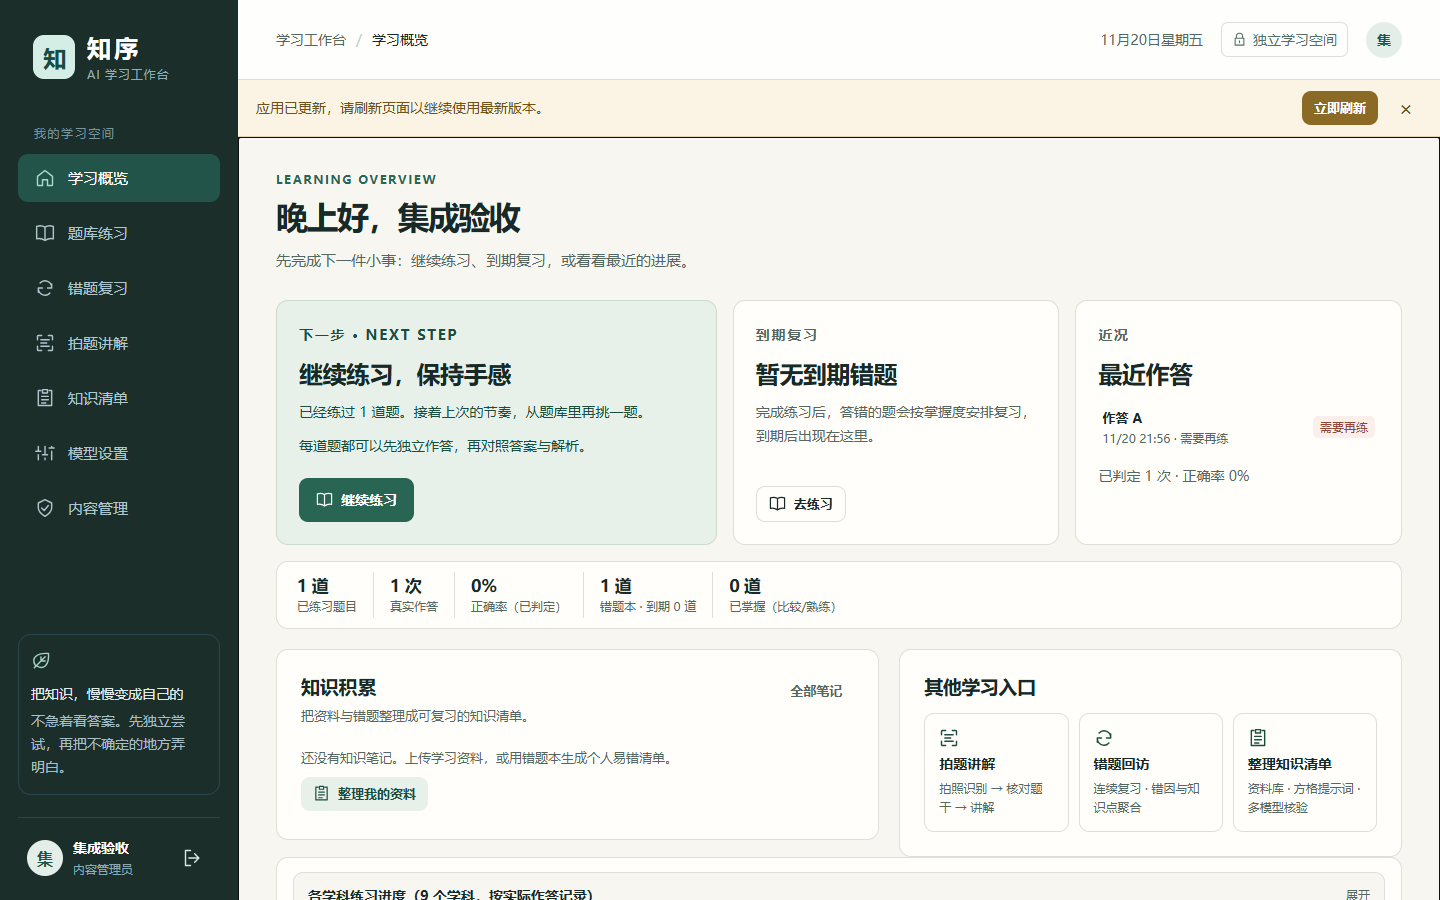 知
知序
AI 学习工作台
我的学习空间
学习概览
题库练习
错题复习
拍题讲解
知识清单
模型设置
内容管理
把知识，慢慢变成自己的
不急着看答案。先独立尝
试，再把不确定的地方弄
明白。
集
集成验收
内容管理员
学习工作台 / 学习概览
11月20日星期五
独立学习空间
集
应用已更新，请刷新页面以继续使用最新版本。
立即刷新
×
LEARNING OVERVIEW
晚上好，集成验收
先完成下一件小事：继续练习、到期复习，或看看最近的进展。
下一步 • NEXT STEP
继续练习，保持手感
已经练过 1 道题。接着上次的节奏，从题库里再挑一题。
每道题都可以先独立作答，再对照答案与解析。
继续练习
到期复习
暂无到期错题
完成练习后，答错的题会按掌握度安排复习，
到期后出现在这里。
去练习
近况
最近作答
作答 A
11/20 21:56 · 需要再练
需要再练
已判定 1 次 · 正确率 0%
1 道
已练习题目
1 次
真实作答
0%
正确率（已判定）
1 道
错题本 · 到期 0 道
0 道
已掌握（比较/熟练）
知识积累
全部笔记
把资料与错题整理成可复习的知识清单。
还没有知识笔记。上传学习资料，或用错题本生成个人易错清单。
整理我的资料
其他学习入口
拍题讲解
拍照识别 → 核对题
干 → 讲解
错题回访
连续复习 · 错因与知
识点聚合
整理知识清单
资料库 · 方格提示词 ·
多模型核验
各学科练习进度（9 个学科，按实际作答记录）
展开